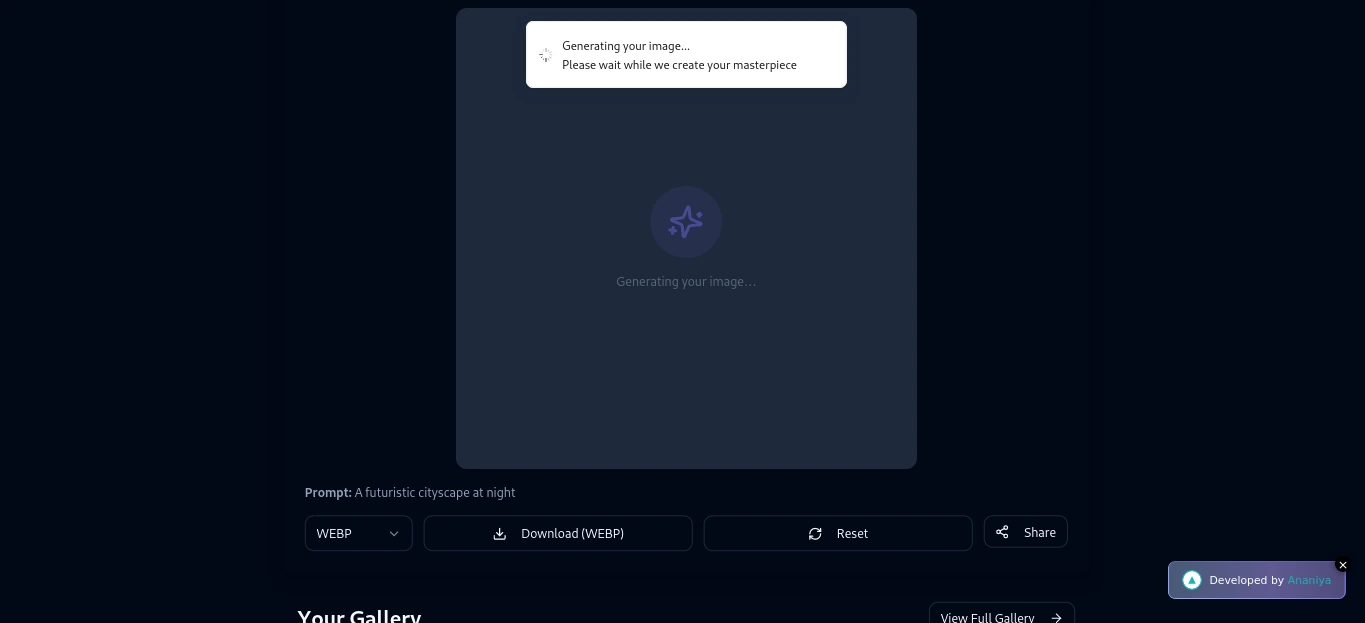 Generating your image...
Please wait while we create your masterpiece
Generating your image...
Prompt: A futuristic cityscape at night
WEBP
Download (WEBP)
Reset
Share
Developed by Ananiya
Your Gallery
View Full Gallery